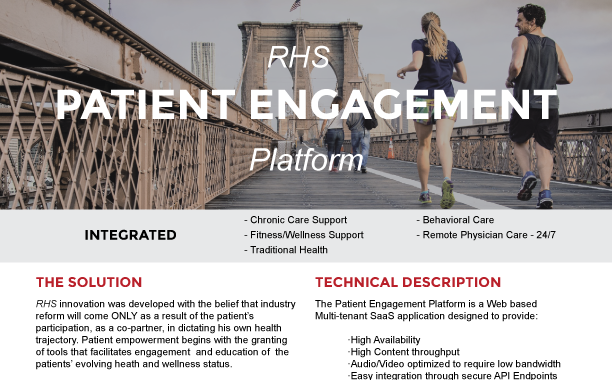 RHS
PATIENT ENGAGEMENT
Platform
INTEGRATED
- Chronic Care Support
- Fitness/Wellness Support
- Traditional Health
- Behavioral Care
- Remote Physician Care - 24/7
THE SOLUTION
RHS innovation was developed with the belief that industry
reform will come ONLY as a result of the patient's
participation, as a co-partner, in dictating his own health
trajectory. Patient empowerment begins with the granting
of tools that facilitates engagement and education of the
patients' evolving heath and wellness status.
TECHNICAL DESCRIPTION
The Patient Engagement Platform is a Web based
Multi-tenant SaaS application designed to provide:
·High Availability
·High Content throughput
·Audio/Video optimized to require low bandwidth
·Easy integration through secure API Endpoints